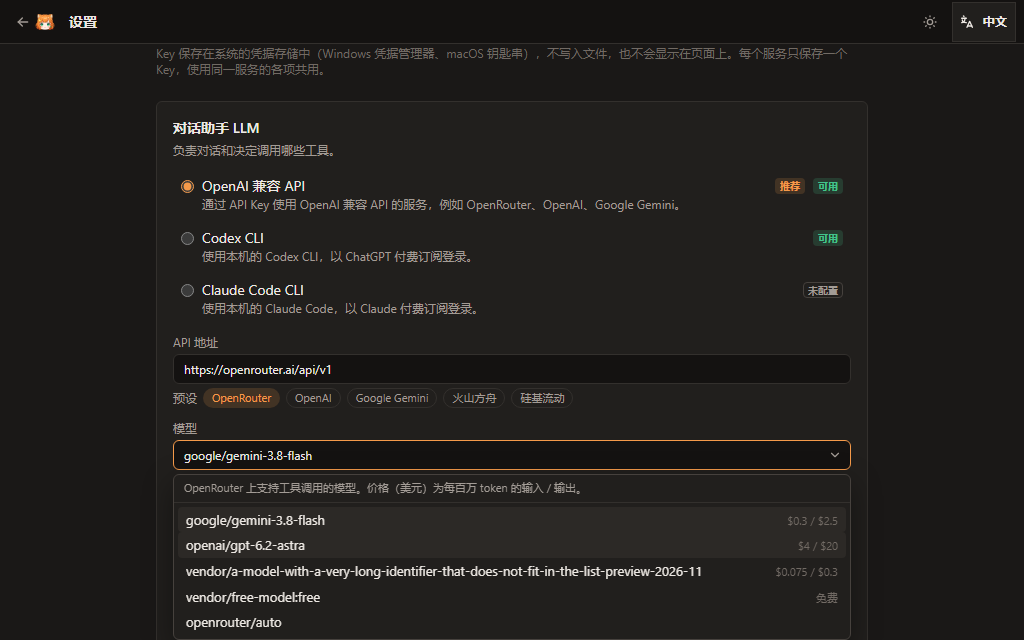 设置
中文
Key 保存在系统的凭据存储中（Windows 凭据管理器、macOS 钥匙串），不写入文件，也不会显示在页面上。每个服务只保存一个
Key，使用同一服务的各项共用。
对话助手 LLM
负责对话和决定调用哪些工具。
OpenAI 兼容 API
推荐
可用
通过 API Key 使用 OpenAI 兼容 API 的服务，例如 OpenRouter、OpenAI、Google Gemini。
Codex CLI
可用
使用本机的 Codex CLI，以 ChatGPT 付费订阅登录。
Claude Code CLI
未配置
使用本机的 Claude Code，以 Claude 付费订阅登录。
API 地址
https://openrouter.ai/api/v1
预设 OpenRouter OpenAI Google Gemini 火山方舟 硅基流动
模型
google/gemini-3.8-flash
OpenRouter 上支持工具调用的模型。价格（美元）为每百万 token 的输入 / 输出。
google/gemini-3.8-flash $0.3 / $2.5
openai/gpt-6.2-astra $4 / $20
vendor/a-model-with-a-very-long-identifier-that-does-not-fit-in-the-list-preview-2026-11 $0.075 / $0.3
vendor/free-model:free 免费
openrouter/auto